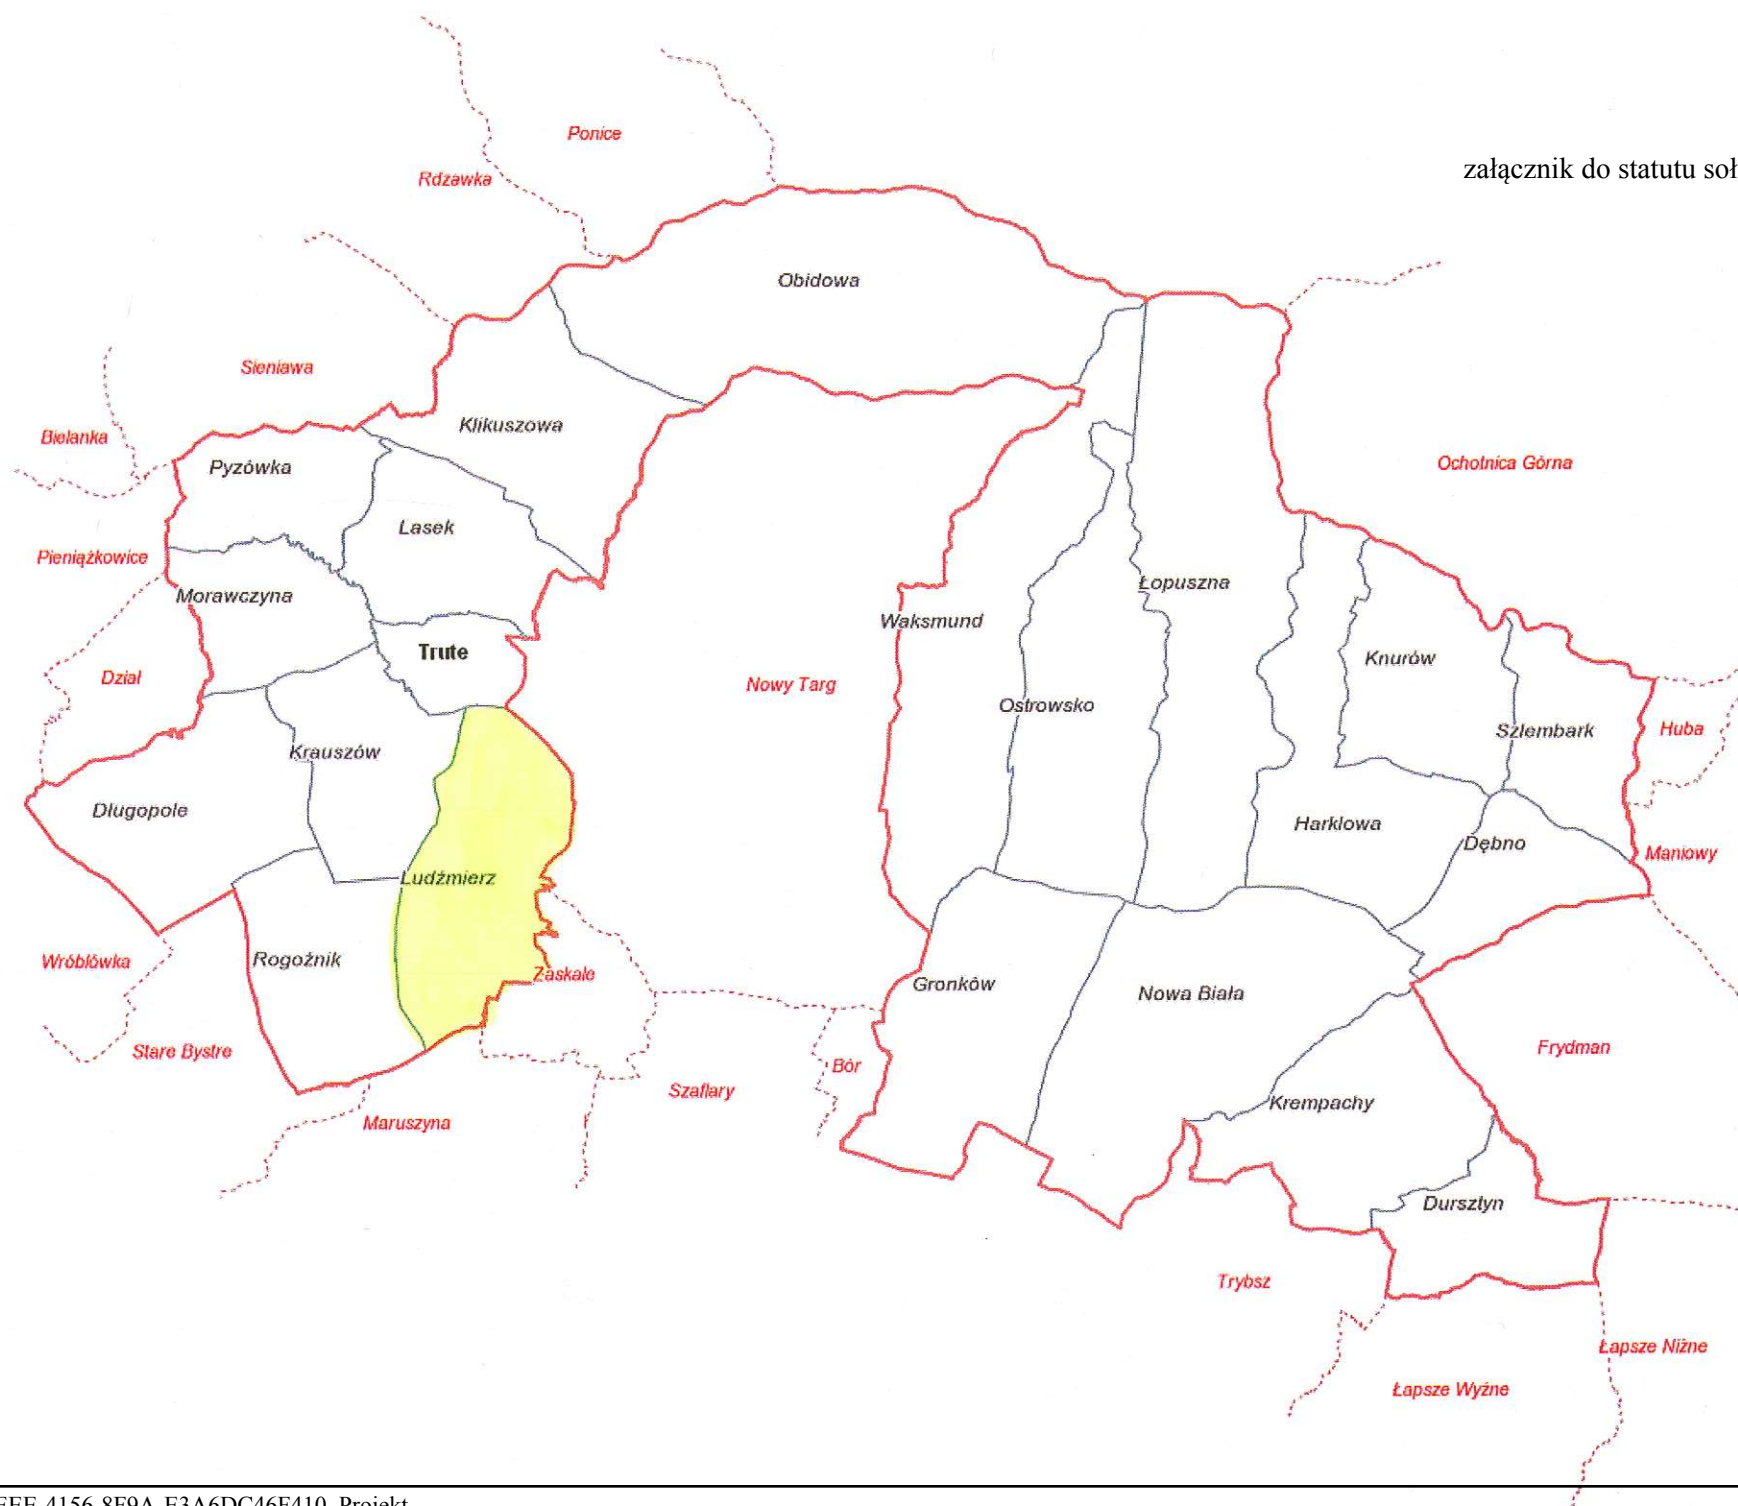 Ponice
załącznik do statutu soł
Rdzawka
Obidowa
Sieniawa
Klikuszowa
Bielanka
Pyzówka
Ochotnica Górna
Lasek
Pieniążkowice
Łopuszna
Morawczyna
Waksmund
Trute
Knurów
Dział
Nowy Targ
Ostrowsko
Szlembark
Huba
Krauszów
Długopole
Harklowa
Dębno
Maniowy
Ludźmierz
Wróblówka
Rogoźnik
Zaskale
Gronków
Nowa Biała
Stare Bystre
Frydman
Bór
Szaflary
Krempachy
Maruszyna
Dursztyn
Trybsz
Łapsze Niżne
Łapsze Wyżne